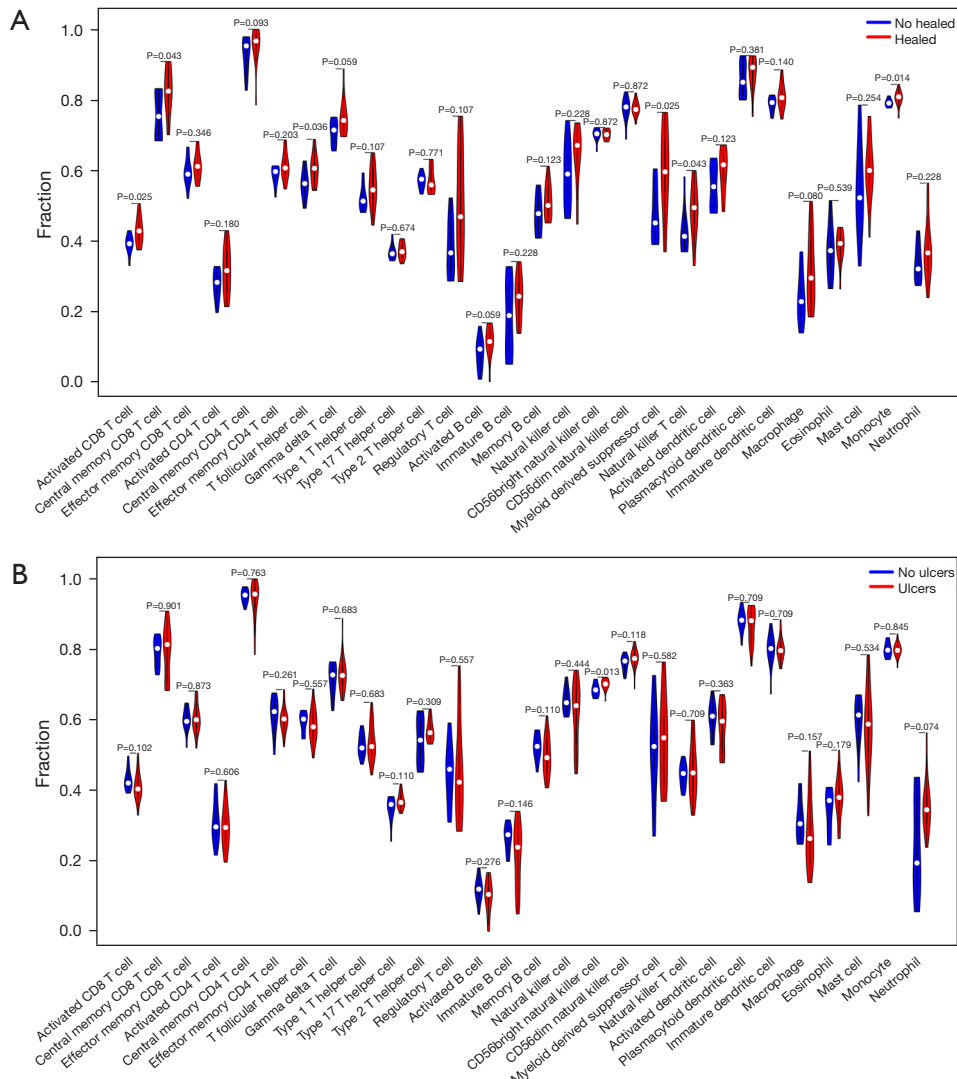 A
No healed
Healed
Fraction
1.0
0.8
0.6
0.4
0.2
0.0
P=0.025
P=0.043
P=0.346
P=0.180
P=0.093
P=0.203
P=0.036
P=0.059
P=0.107
P=0.674
P=0.771
P=0.107
P=0.059
P=0.228
P=0.123
P=0.228
P=0.872
P=0.872
P=0.025
P=0.043
P=0.123
P=0.381
P=0.140
P=0.080
P=0.539
P=0.254
P=0.014
P=0.228
Activated CD8 T cell
Central memory CD8 T cell
Effector memory CD8 T cell
Activated CD4 T cell
Central memory CD4 T cell
Effector memory CD4 T cell
T follicular helper cell
Gamma delta T cell
Type 1 T helper cell
Type 17 T helper cell
Type 2 T helper cell
Regulatory T cell
Activated B cell
Immature B cell
Memory B cell
Natural killer cell
CD56bright natural killer cell
CD56dim natural killer cell
Myeloid derived suppressor cell
Natural killer T cell
Activated dendritic cell
Plasmacytoid dendritic cell
Immature dendritic cell
Macrophage
Eosinophil
Mast cell
Monocyte
Neutrophil
B
No ulcers
Ulcers
Fraction
1.0
0.8
0.6
0.4
0.2
0.0
P=0.102
P=0.901
P=0.873
P=0.606
P=0.763
P=0.261
P=0.557
P=0.683
P=0.683
P=0.110
P=0.309
P=0.557
P=0.276
P=0.146
P=0.110
P=0.444
P=0.013
P=0.118
P=0.582
P=0.709
P=0.363
P=0.709
P=0.709
P=0.157
P=0.179
P=0.534
P=0.845
P=0.074
Activated CD8 T cell
Central memory CD8 T cell
Effector memory CD8 T cell
Activated CD4 T cell
Central memory CD4 T cell
Effector memory CD4 T cell
T follicular helper cell
Gamma delta T cell
Type 1 T helper cell
Type 17 T helper cell
Type 2 T helper cell
Regulatory T cell
Activated B cell
Immature B cell
Memory B cell
Natural killer cell
CD56bright natural killer cell
CD56dim natural killer cell
Myeloid derived suppressor cell
Natural killer T cell
Activated dendritic cell
Plasmacytoid dendritic cell
Immature dendritic cell
Macrophage
Eosinophil
Mast cell
Monocyte
Neutrophil